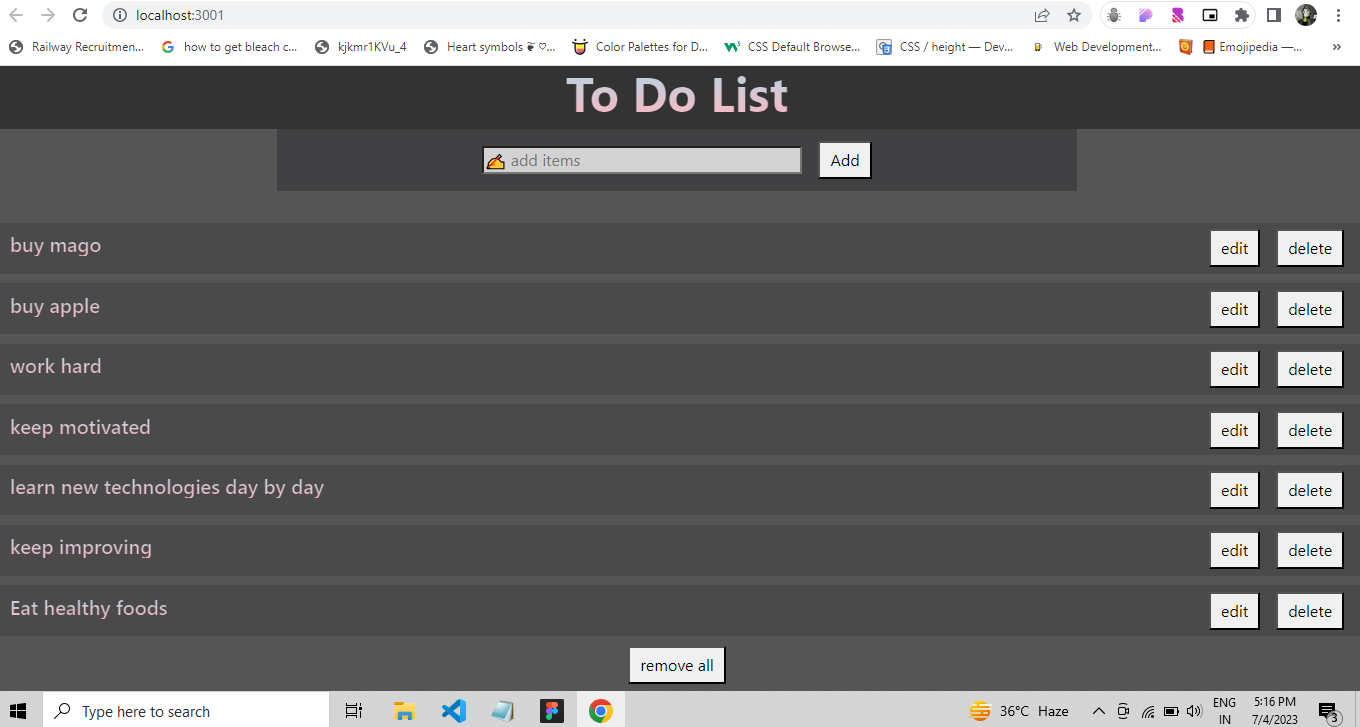 localhost:3001
Railway Recruitmen... how to get bleach c... kjkmr1KVu_4 Heart symbols ❦ ♡... Color Palettes for D... CSS Default Browse... CSS / height — Dev... Web Development... Emojipedia —... »
To Do List
✍ add items Add
buy mago edit delete
buy apple edit delete
work hard edit delete
keep motivated edit delete
learn new technologies day by day edit delete
keep improving edit delete
Eat healthy foods edit delete
remove all
Type here to search 36°C Haze ENG IN 5:16 PM 7/4/2023 3